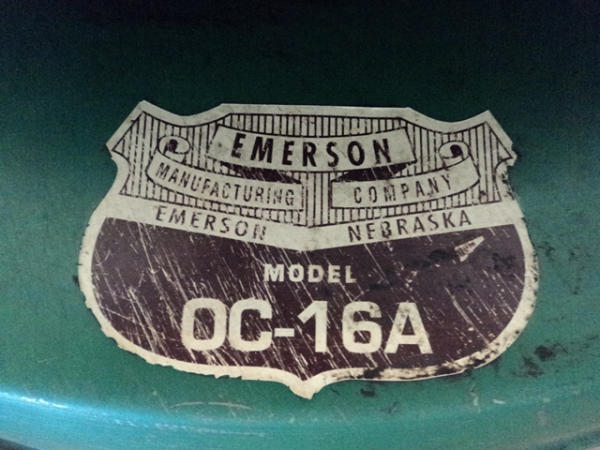 EMERSON
MANUFACTURING COMPANY
EMERSON NEBRASKA
MODEL
OC-16A